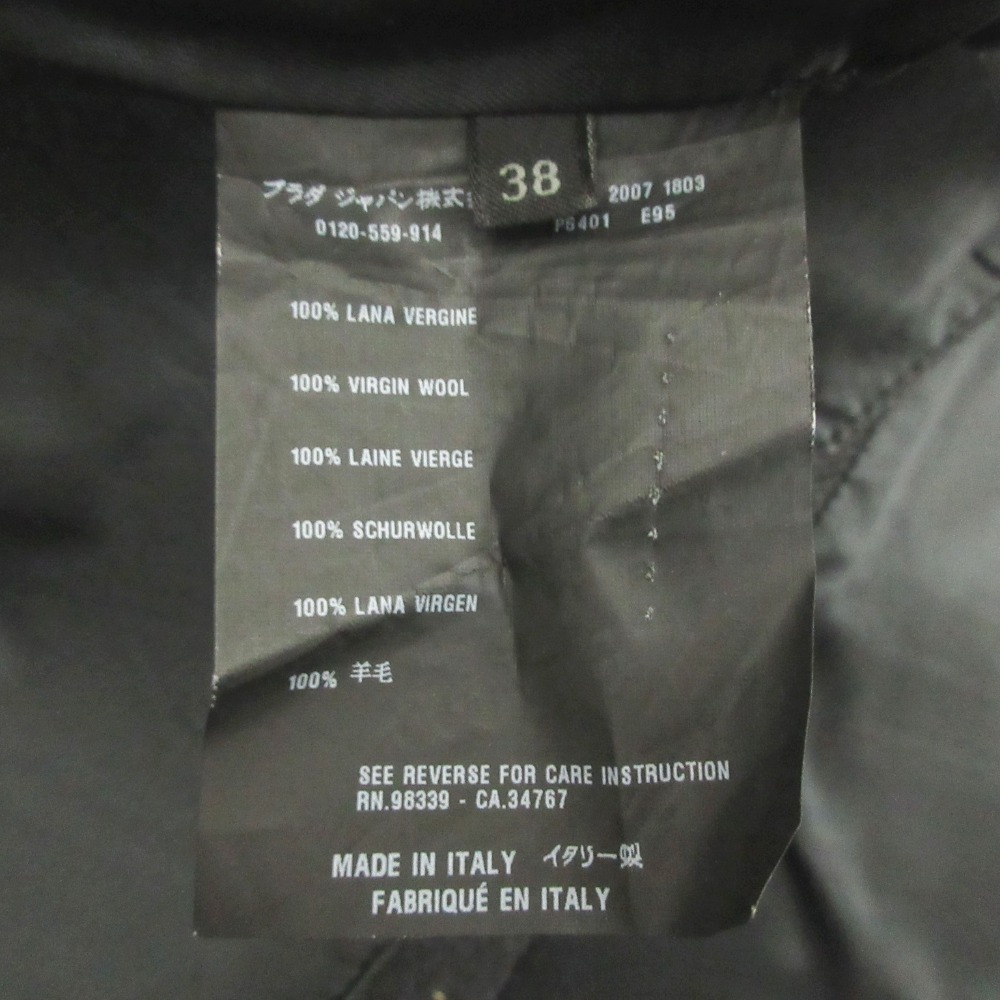 38
プラダ ジャパン株式 2007 1803
0120-559-914 P6401 E95
100% LANA VERGINE
100% VIRGIN WOOL
100% LAINE VIERGE
100% SCHURWOLLE
100% LANA VIRGEN
100% 羊毛
SEE REVERSE FOR CARE INSTRUCTION
RN.98339 - CA.34767
MADE IN ITALY イタリー製
FABRIQUÉ EN ITALY